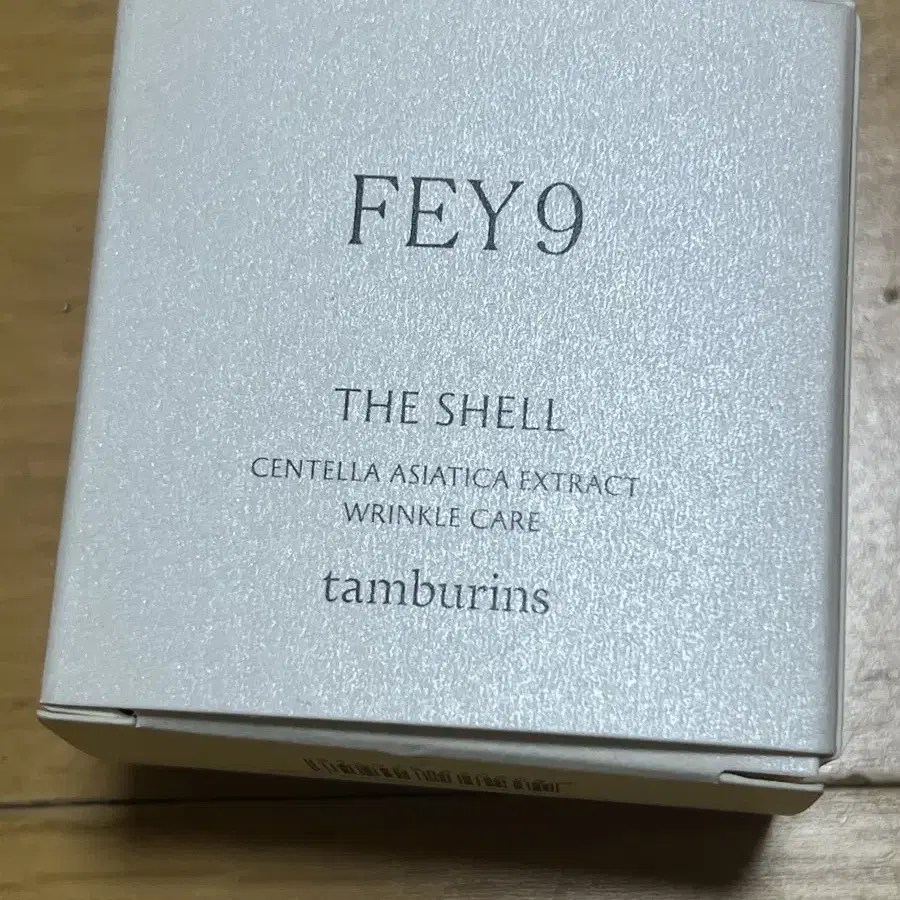 FEY9
THE SHELL
CENTELLA ASIATICA EXTRACT
WRINKLE CARE
tamburins